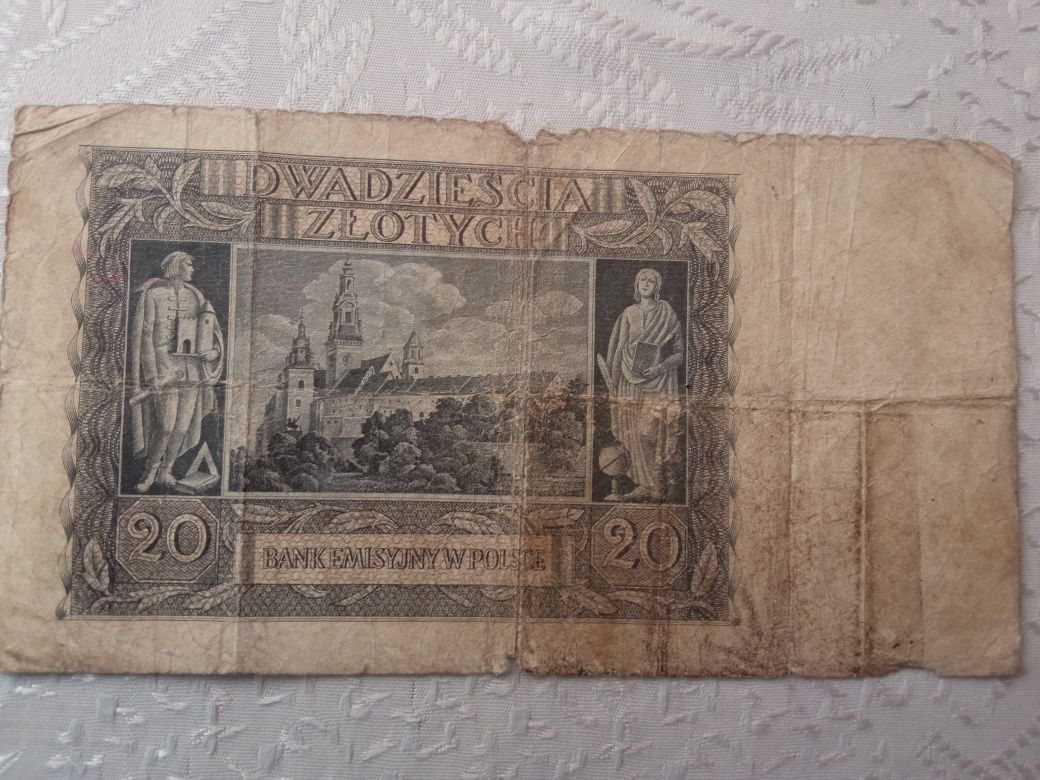 DWADZIEŚCIA
ZŁOTYCH
20
BANK EMISYJNY W POLSCE
20